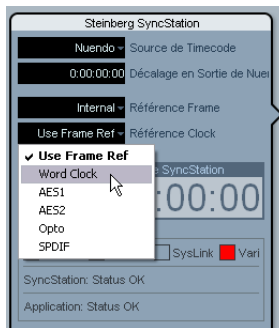 Steinberg SyncStation
Nuendo Source de Timecode
0:00:00:00 Décalage en Sortie de Nuen
Internal Référence Frame
Use Frame Ref Référence Clock
✓ Use Frame Ref
Word Clock
AES1
AES2
Opto
SPDIF
SyncStation
:00:00
SysLink Vari
SyncStation: Status OK
Application: Status OK